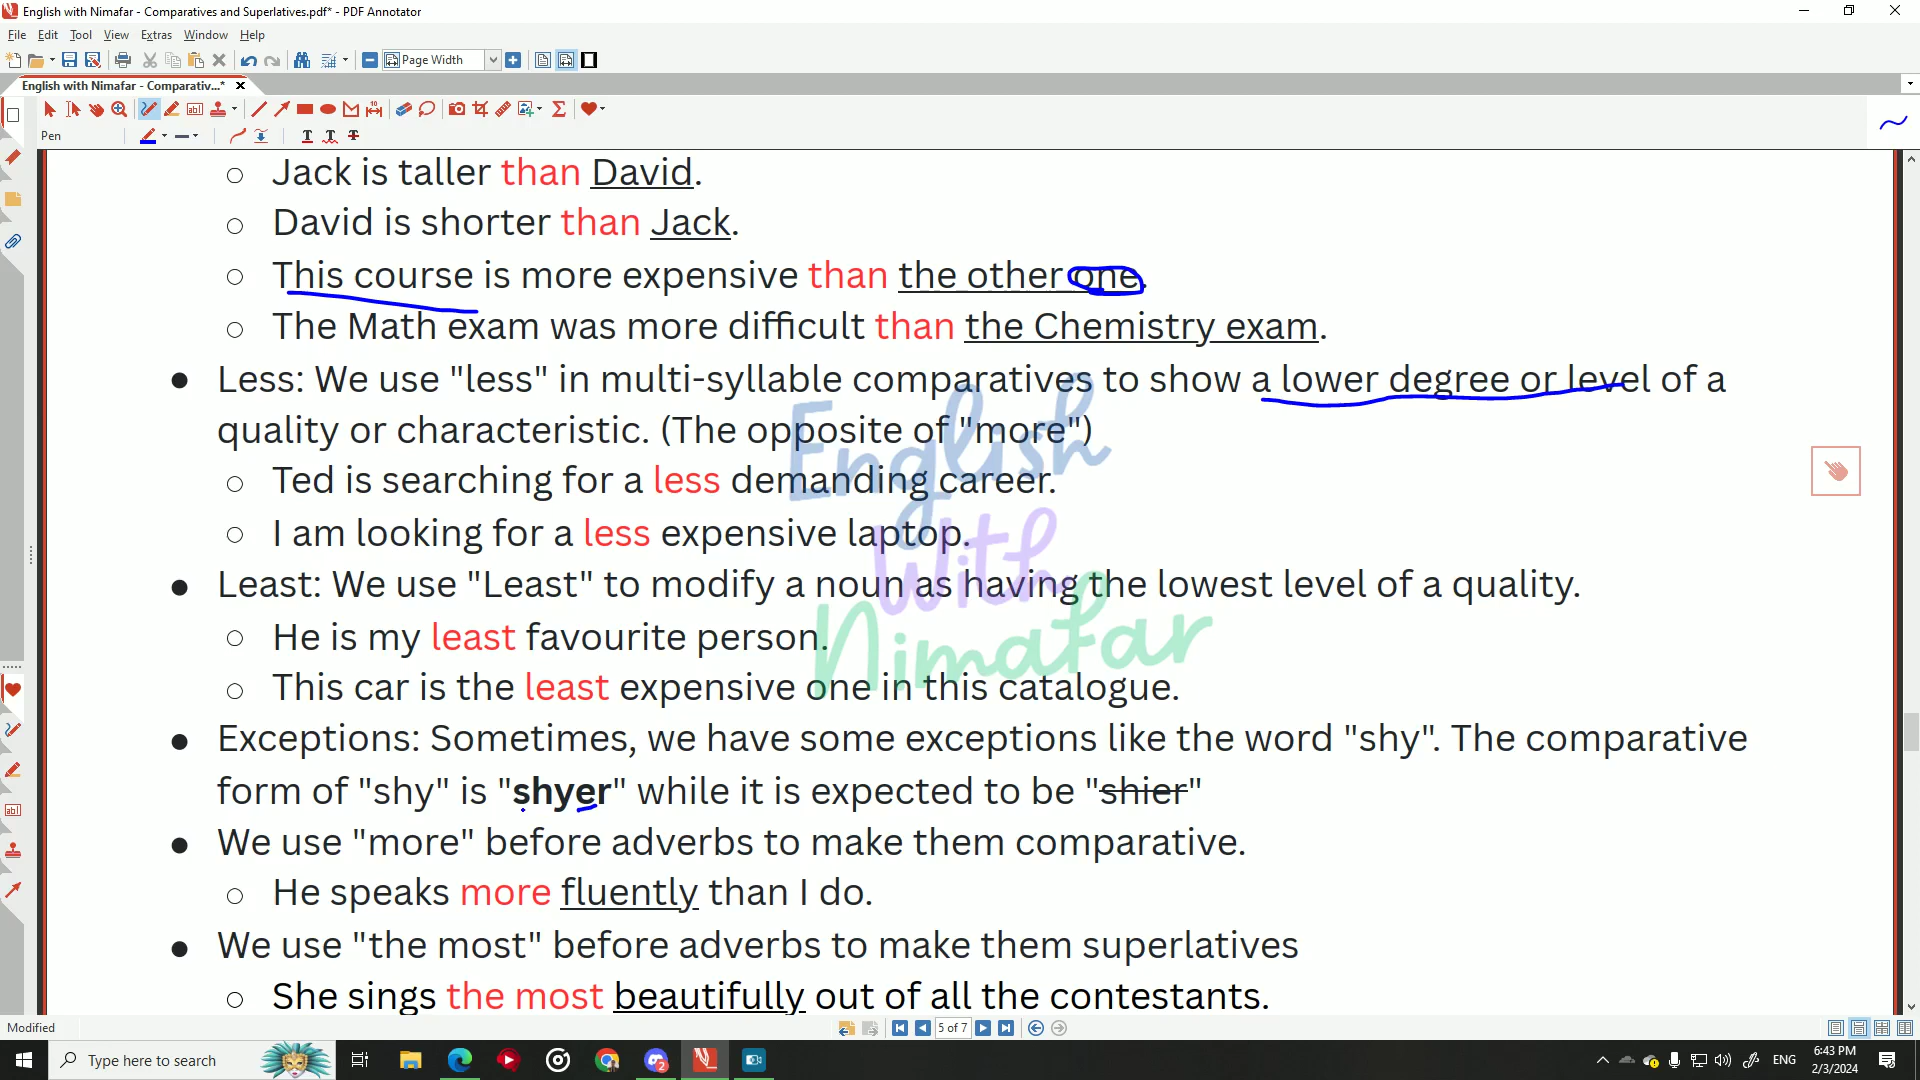 English with Nimafar - Comparatives and Superlatives.pdf* - PDF Annotator
File Edit Tool View Extras Window Help
Page Width
English with Nimafar - Comparativ...*
Pen
Jack is taller than David.
David is shorter than Jack.
This course is more expensive than the other one.
The Math exam was more difficult than the Chemistry exam.
Less: We use "less" in multi-syllable comparatives to show a lower degree or level of a
quality or characteristic. (The opposite of "more")
Ted is searching for a less demanding career.
I am looking for a less expensive laptop.
Least: We use "Least" to modify a noun as having the lowest level of a quality.
He is my least favourite person.
This car is the least expensive one in this catalogue.
Exceptions: Sometimes, we have some exceptions like the word "shy". The comparative
form of "shy" is "shyer" while it is expected to be "shier"
We use "more" before adverbs to make them comparative.
He speaks more fluently than I do.
We use "the most" before adverbs to make them superlatives
She sings the most beautifully out of all the contestants.
English
With
Nimafar
Modified
5 of 7
Type here to search
2
ENG
6:43 PM
2/3/2024